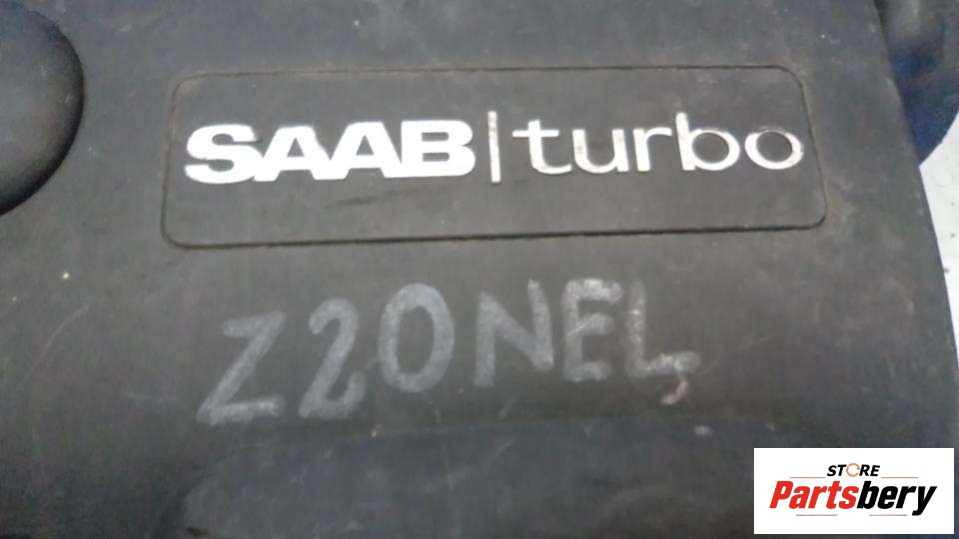 SAAB | turbo
Z20NEL
STORE
Partsbery